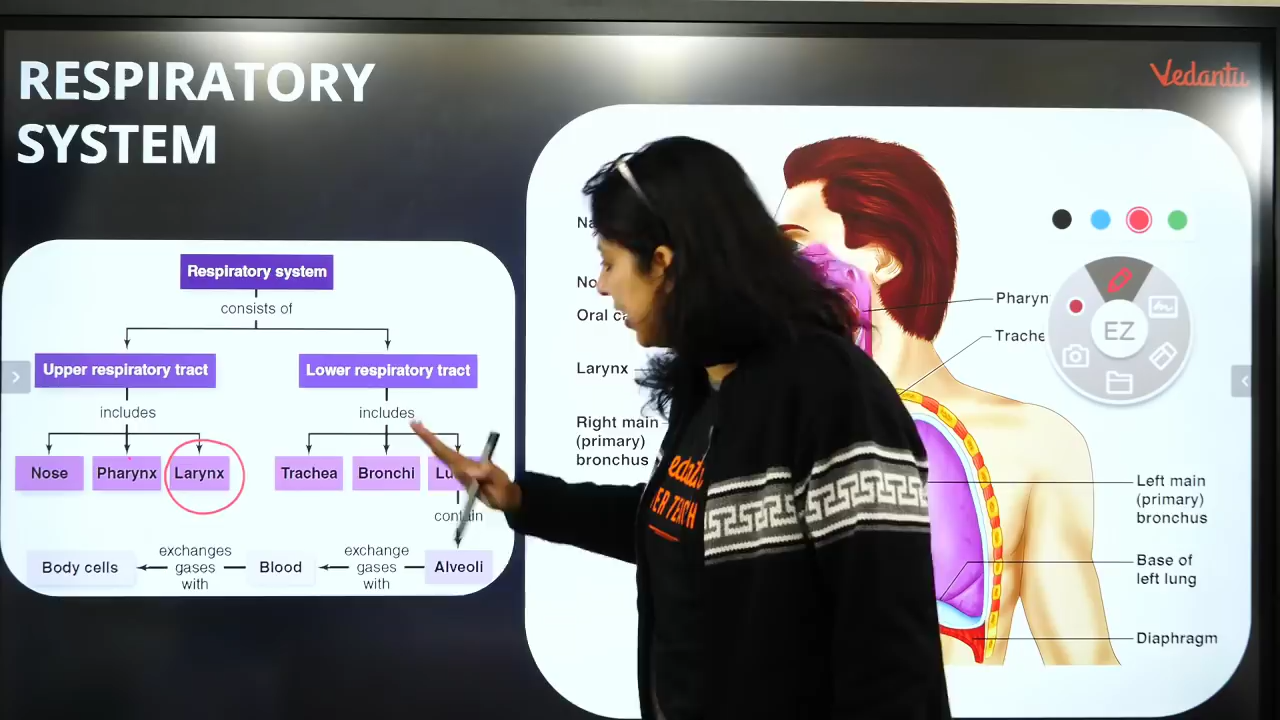 RESPIRATORY
SYSTEM
Vedantu
Respiratory system
consists of
Upper respiratory tract
Lower respiratory tract
includes
includes
Nose
Pharynx
Larynx
Trachea
Bronchi
contain
Body cells
exchanges
gases
with
Blood
exchange
gases
with
Alveoli
Oral
Larynx
Right main
(primary)
bronchus
Pharyn
Trache
EZ
Left main
(primary)
bronchus
Base of
left lung
Diaphragm